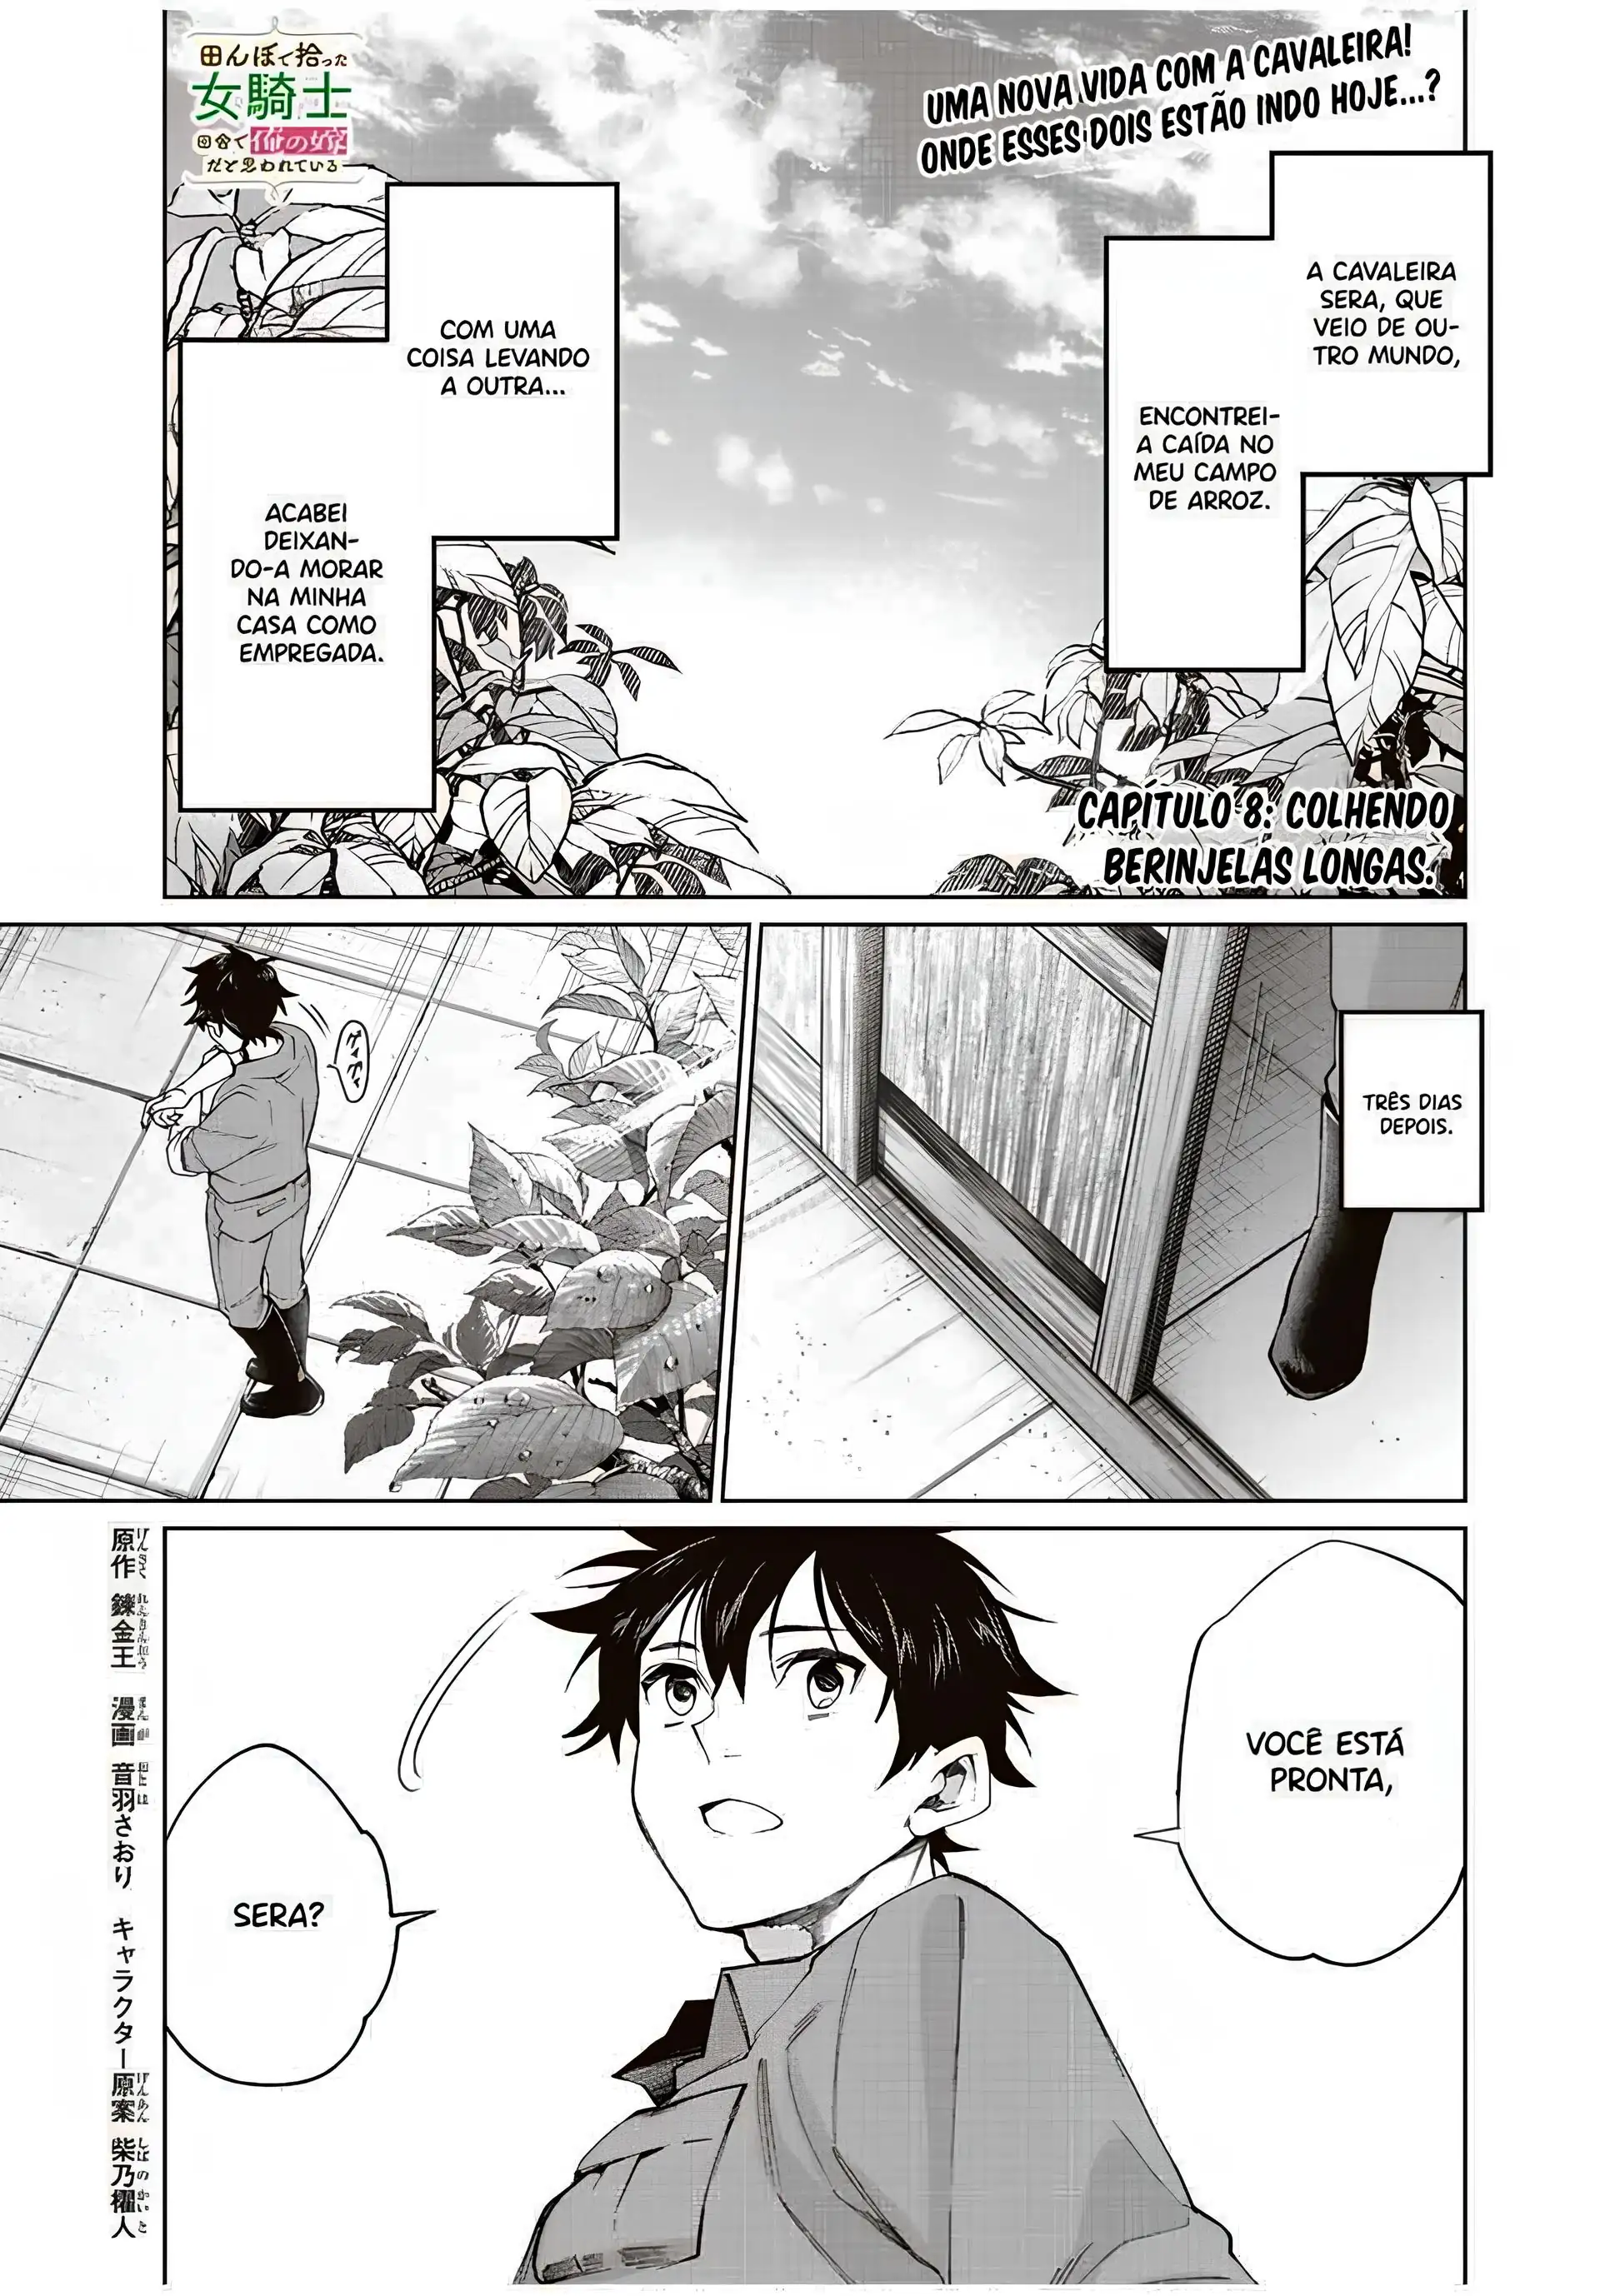 田んぼで拾った
女騎士
田舎で俺の嫁
だと思われている
UMA NOVA VIDA COM A CAVALEIRA!
ONDE ESSES DOIS ESTÃO INDO HOJE...?
A CAVALEIRA
SERA, QUE
VEIO DE OU-
TRO MUNDO,
ENCONTREI-
A CAÍDA NO
MEU CAMPO
DE ARROZ.
COM UMA
COISA LEVANDO
A OUTRA...
ACABEI
DEIXAN-
DO-A MORAR
NA MINHA
CASA COMO
EMPREGADA.
CAPÍTULO 8: COLHENDO
BERINJELAS LONGAS.
TRÊS DIAS
DEPOIS.
VOCÊ ESTÁ
PRONTA,
SERA?
原作 錬金王 漫画 音羽さおり キャラクター原案 柴乃櫂人